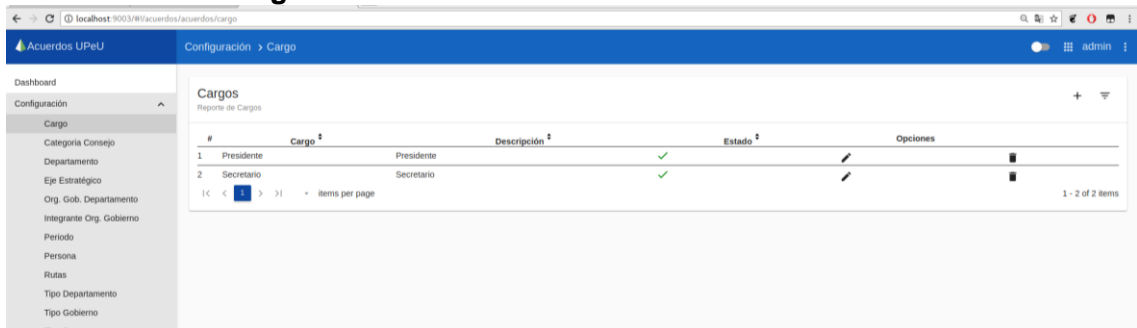 localhost:9003/#!/acuerdos/acuerdos/cargo
Acuerdos UPeU
Configuración > Cargo
admin
Dashboard
Configuración
Cargo
Categoria Consejo
Departamento
Eje Estratégico
Org. Gob. Departamento
Integrante Org. Gobierno
Periodo
Persona
Rutas
Tipo Departamento
Tipo Gobierno
Cargos
Reporte de Cargos
# Cargo Descripción Estado Opciones
1 Presidente Presidente
2 Secretario Secretario
1 items per page 1 - 2 of 2 items